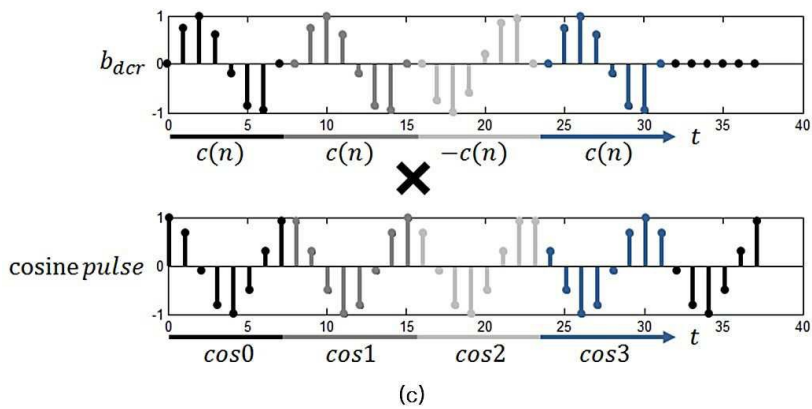 1
b_dcr 0
-1
0 5 10 15 20 25 30 35 40
c(n) c(n) −c(n) c(n) t
×
1
cosine pulse 0
-1
0 5 10 15 20 25 30 35 40
cos0 cos1 cos2 cos3 t
(c)